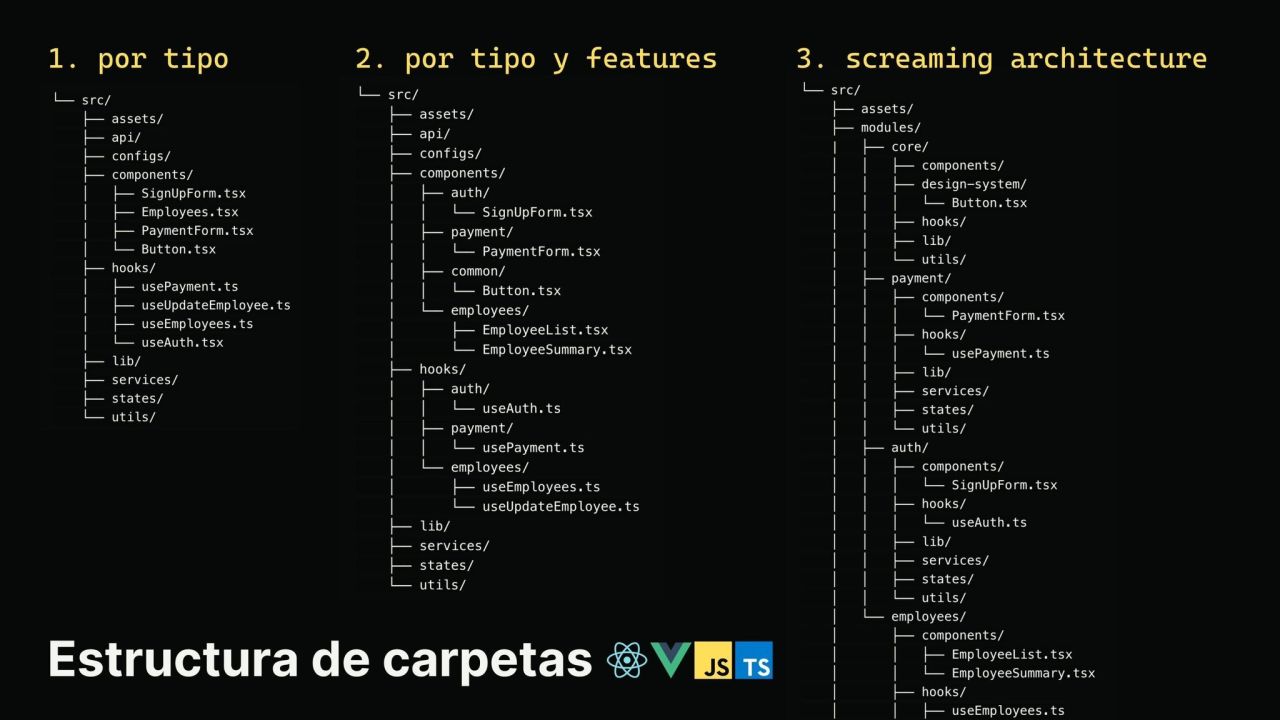 1. por tipo
└── src/
├── assets/
├── api/
├── configs/
├── components/
│ ├── SignUpForm.tsx
│ ├── Employees.tsx
│ ├── PaymentForm.tsx
│ └── Button.tsx
├── hooks/
│ ├── usePayment.ts
│ ├── useUpdateEmployee.ts
│ ├── useEmployees.ts
│ └── useAuth.tsx
├── lib/
├── services/
├── states/
└── utils/
2. por tipo y features
└── src/
├── assets/
├── api/
├── configs/
├── components/
│ ├── auth/
│ │ └── SignUpForm.tsx
│ ├── payment/
│ │ └── PaymentForm.tsx
│ ├── common/
│ │ └── Button.tsx
│ └── employees/
│ ├── EmployeeList.tsx
│ └── EmployeeSummary.tsx
├── hooks/
│ ├── auth/
│ │ └── useAuth.ts
│ ├── payment/
│ │ └── usePayment.ts
│ └── employees/
│ ├── useEmployees.ts
│ └── useUpdateEmployee.ts
├── lib/
├── services/
├── states/
└── utils/
3. screaming architecture
└── src/
├── assets/
├── modules/
│ ├── core/
│ │ ├── components/
│ │ ├── design-system/
│ │ │ └── Button.tsx
│ │ ├── hooks/
│ │ ├── lib/
│ │ └── utils/
│ ├── payment/
│ │ ├── components/
│ │ │ └── PaymentForm.tsx
│ │ ├── hooks/
│ │ │ └── usePayment.ts
│ │ ├── lib/
│ │ ├── services/
│ │ ├── states/
│ │ └── utils/
│ ├── auth/
│ │ ├── components/
│ │ │ └── SignUpForm.tsx
│ │ ├── hooks/
│ │ │ └── useAuth.ts
│ │ ├── lib/
│ │ ├── services/
│ │ ├── states/
│ │ └── utils/
│ └── employees/
│ ├── components/
│ │ ├── EmployeeList.tsx
│ │ └── EmployeeSummary.tsx
│ ├── hooks/
│ │ ├── useEmployees.ts
Estructura de carpetas JS TS